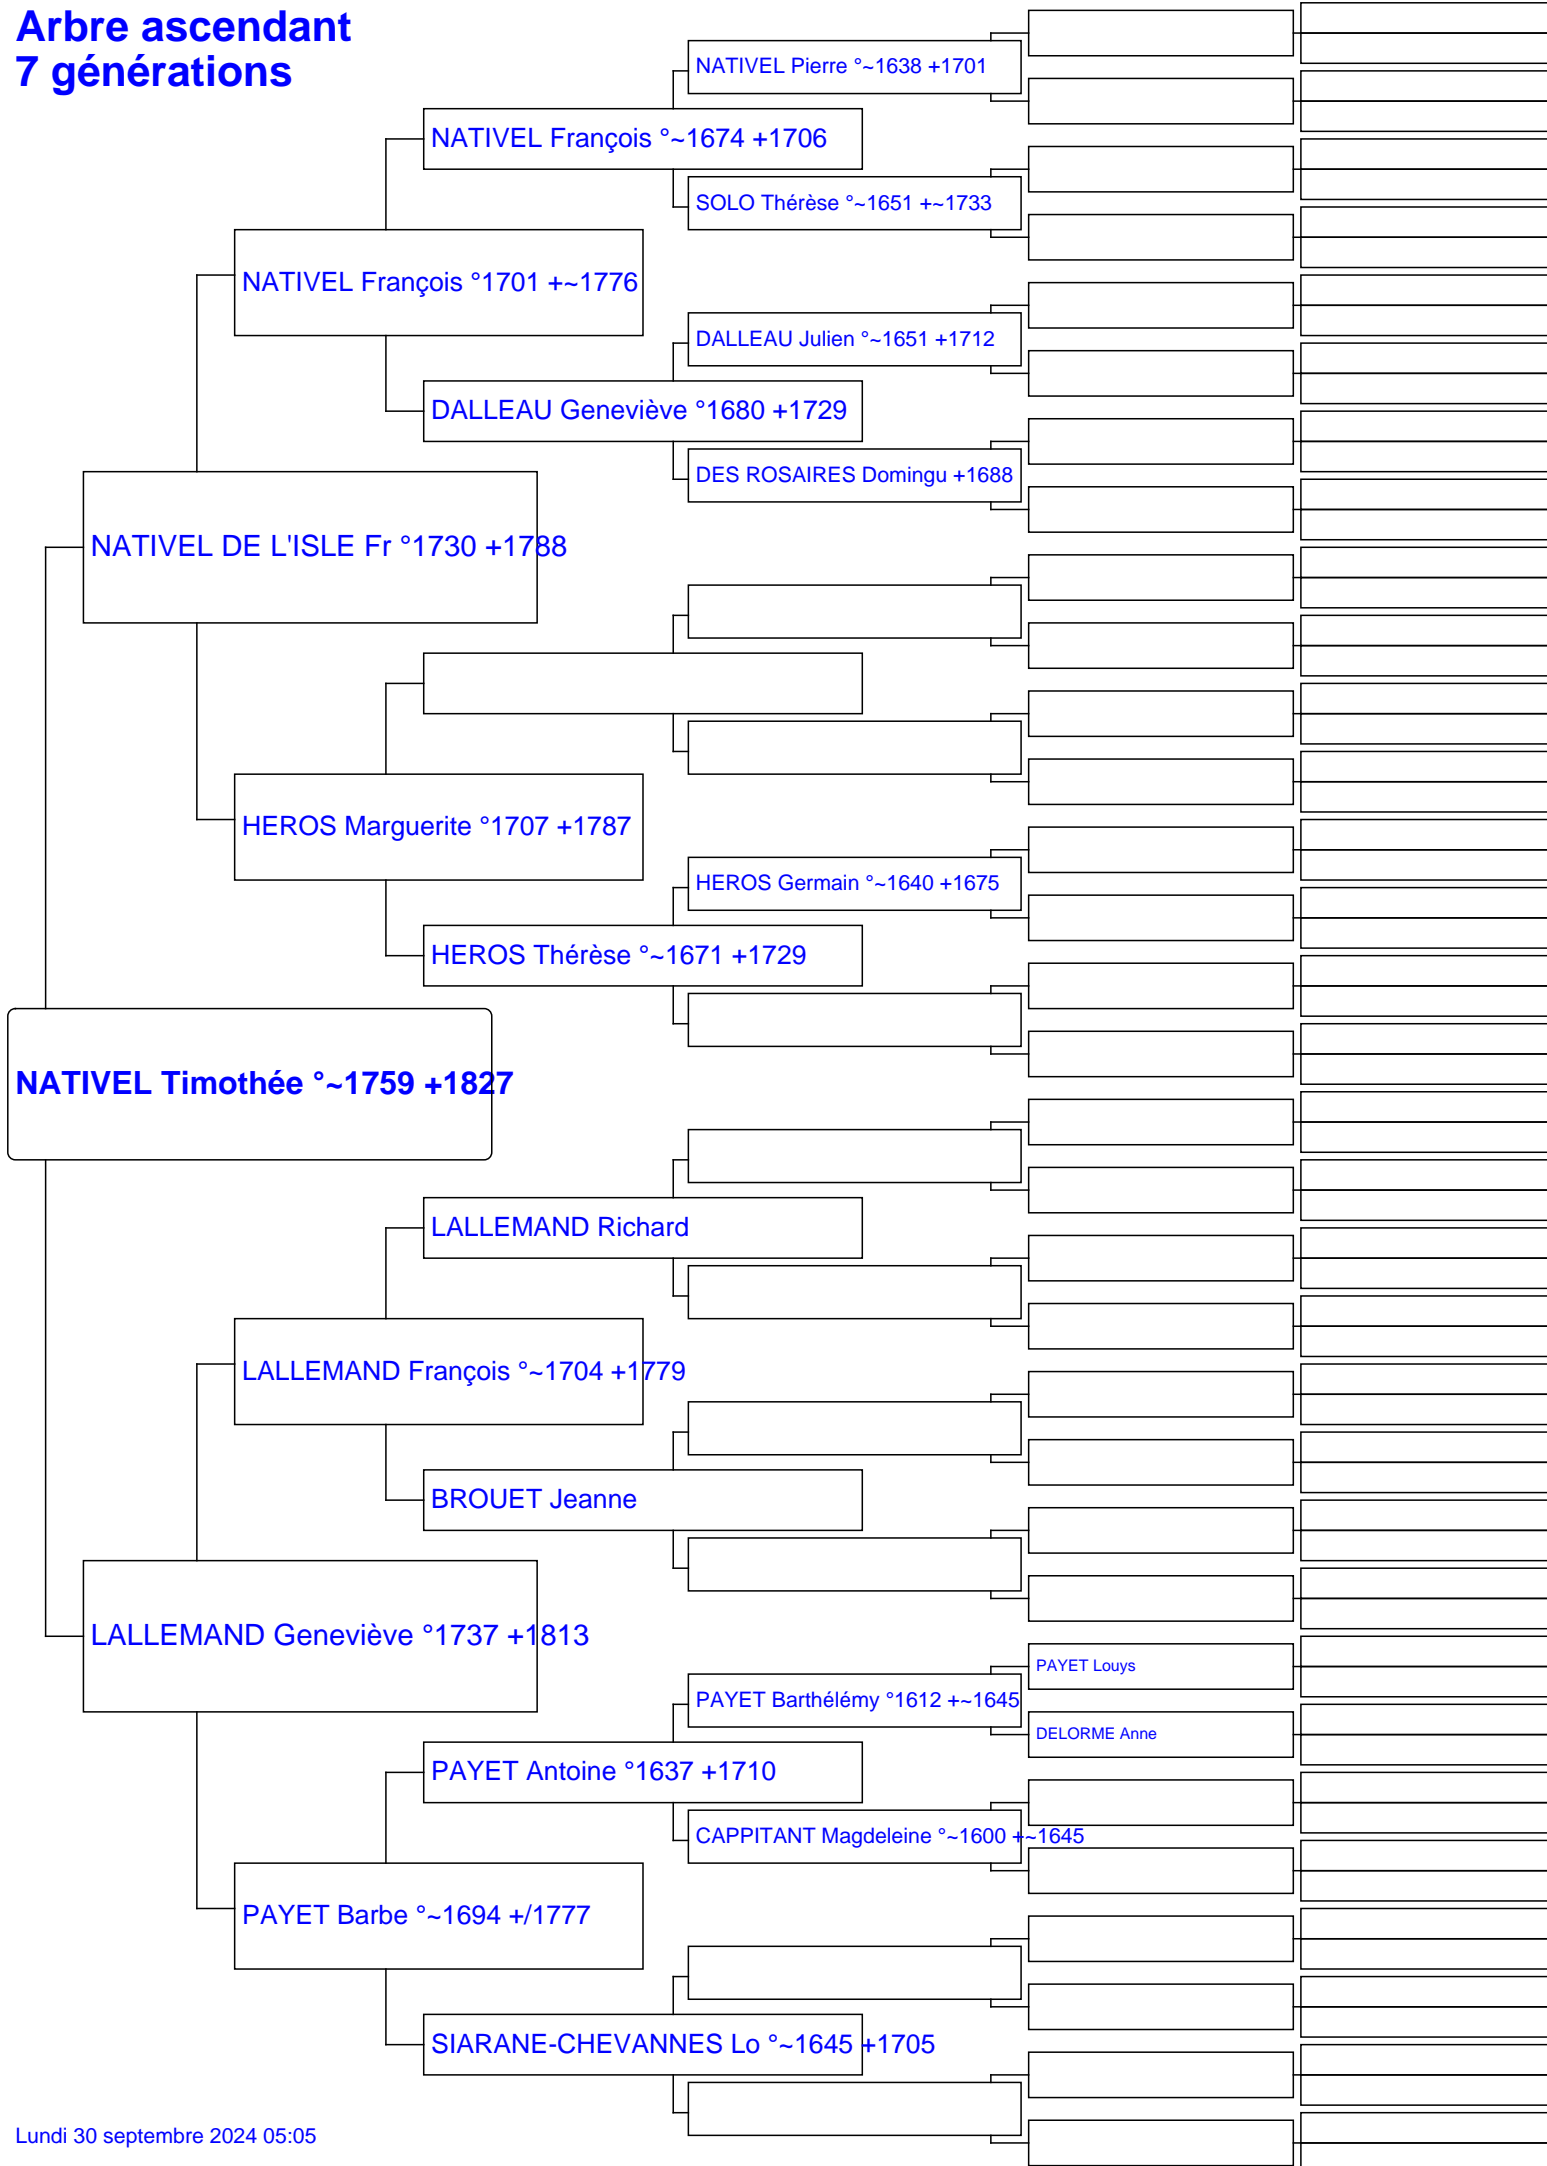 Arbre ascendant
7 générations
NATIVEL Pierre °~1638 +1701
NATIVEL François °~1674 +1706
SOLO Thérèse °~1651 +~1733
NATIVEL François °1701 +~1776
DALLEAU Julien °~1651 +1712
DALLEAU Geneviève °1680 +1729
DES ROSAIRES Domingu +1688
NATIVEL DE L'ISLE Fr °1730 +1788
HEROS Marguerite °1707 +1787
HEROS Germain °~1640 +1675
HEROS Thérèse °~1671 +1729
NATIVEL Timothée °~1759 +1827
LALLEMAND Richard
LALLEMAND François °~1704 +1779
BROUET Jeanne
LALLEMAND Geneviève °1737 +1813
PAYET Louys
PAYET Barthélémy °1612 +~1645
DELORME Anne
PAYET Antoine °1637 +1710
CAPPITANT Magdeleine °~1600 +~1645
PAYET Barbe °~1694 +/1777
SIARANE-CHEVANNES Lo °~1645 +1705
Lundi 30 septembre 2024 05:05